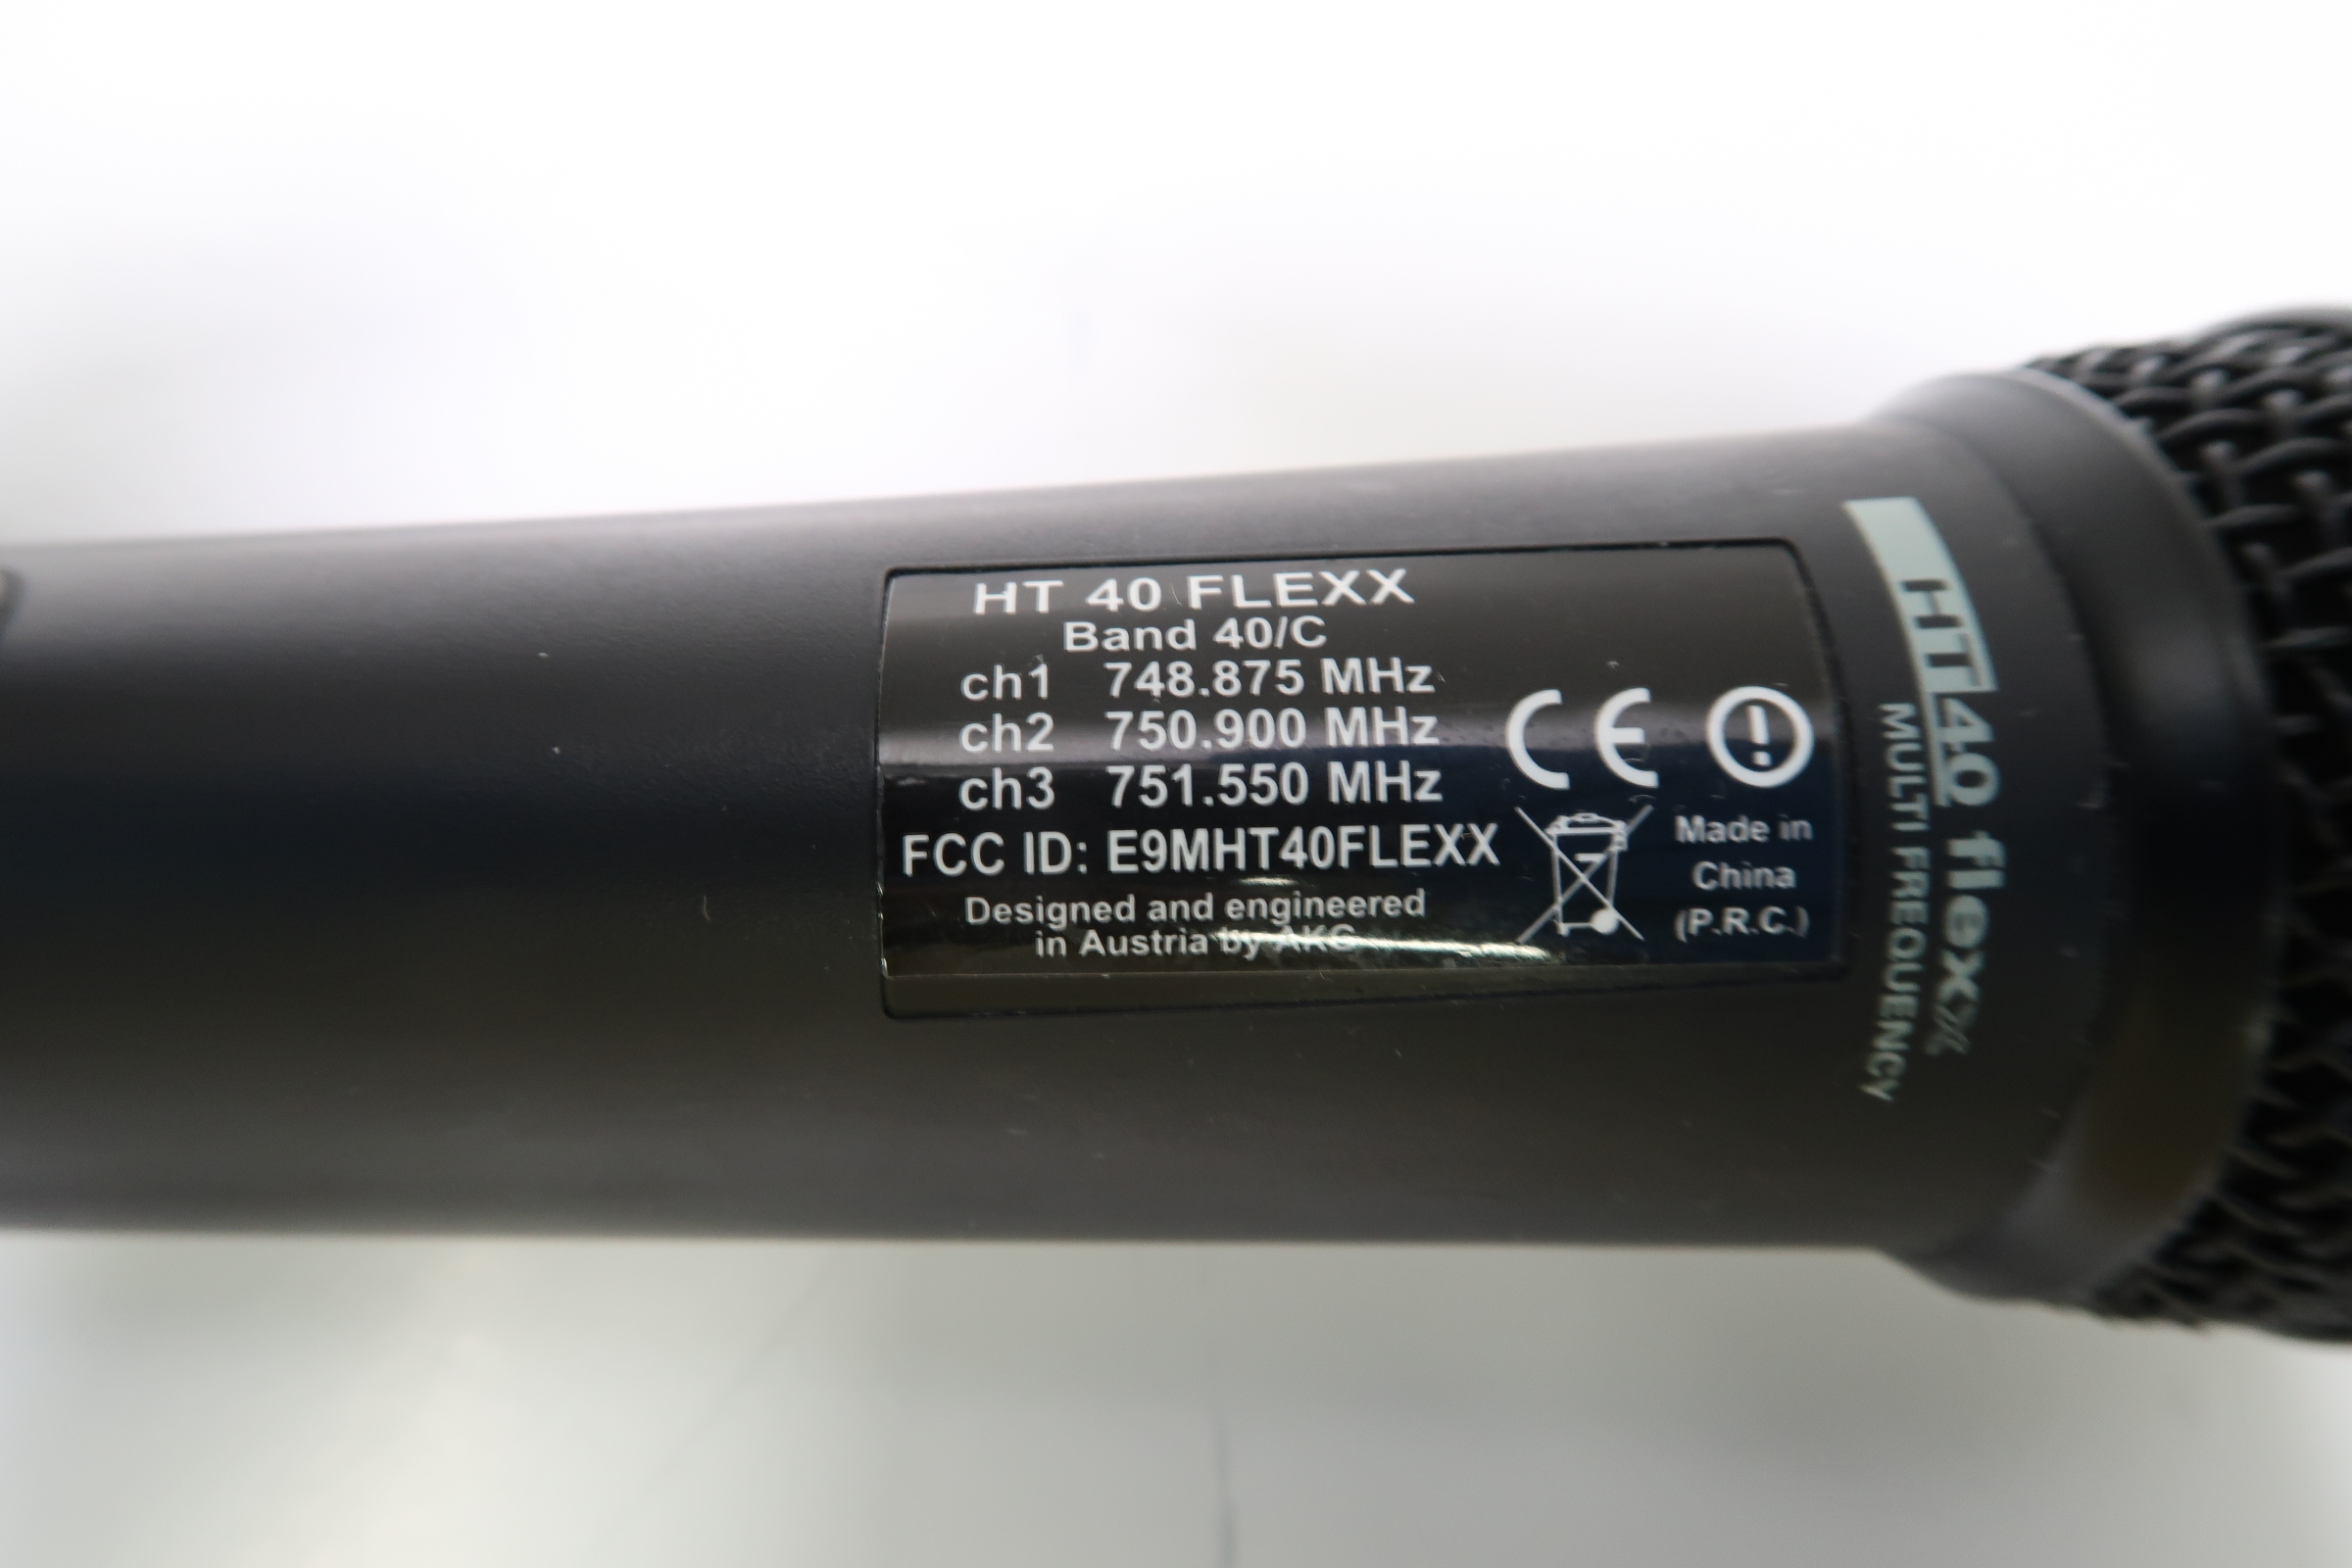 HT 40 FLEXX
Band 40/C
ch1 748.875 MHz
ch2 750.900 MHz
ch3 751.550 MHz
FCC ID: E9MHT40FLEXX
Designed and engineered
in Austria by AKG
CE
Made in
China
(P.R.C.)
HT40 flexx
MULTI FREQUENCY